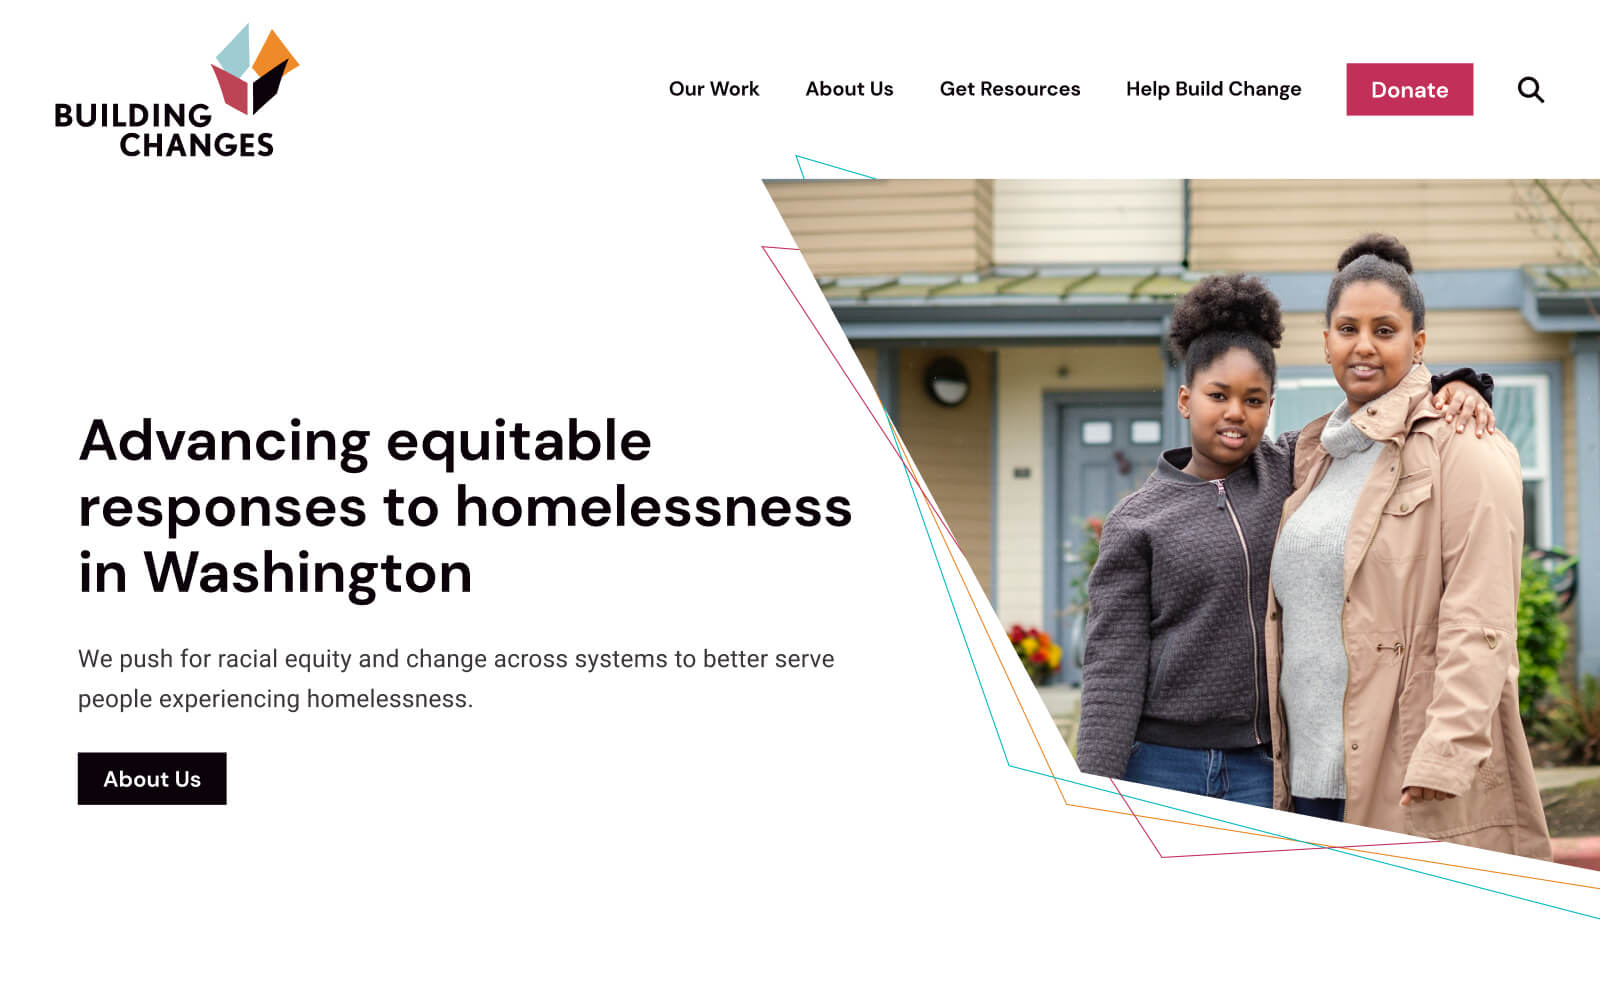 BUILDING
CHANGES
Our Work
About Us
Get Resources
Help Build Change
Donate
Advancing equitable
responses to homelessness
in Washington
We push for racial equity and change across systems to better serve
people experiencing homelessness.
About Us